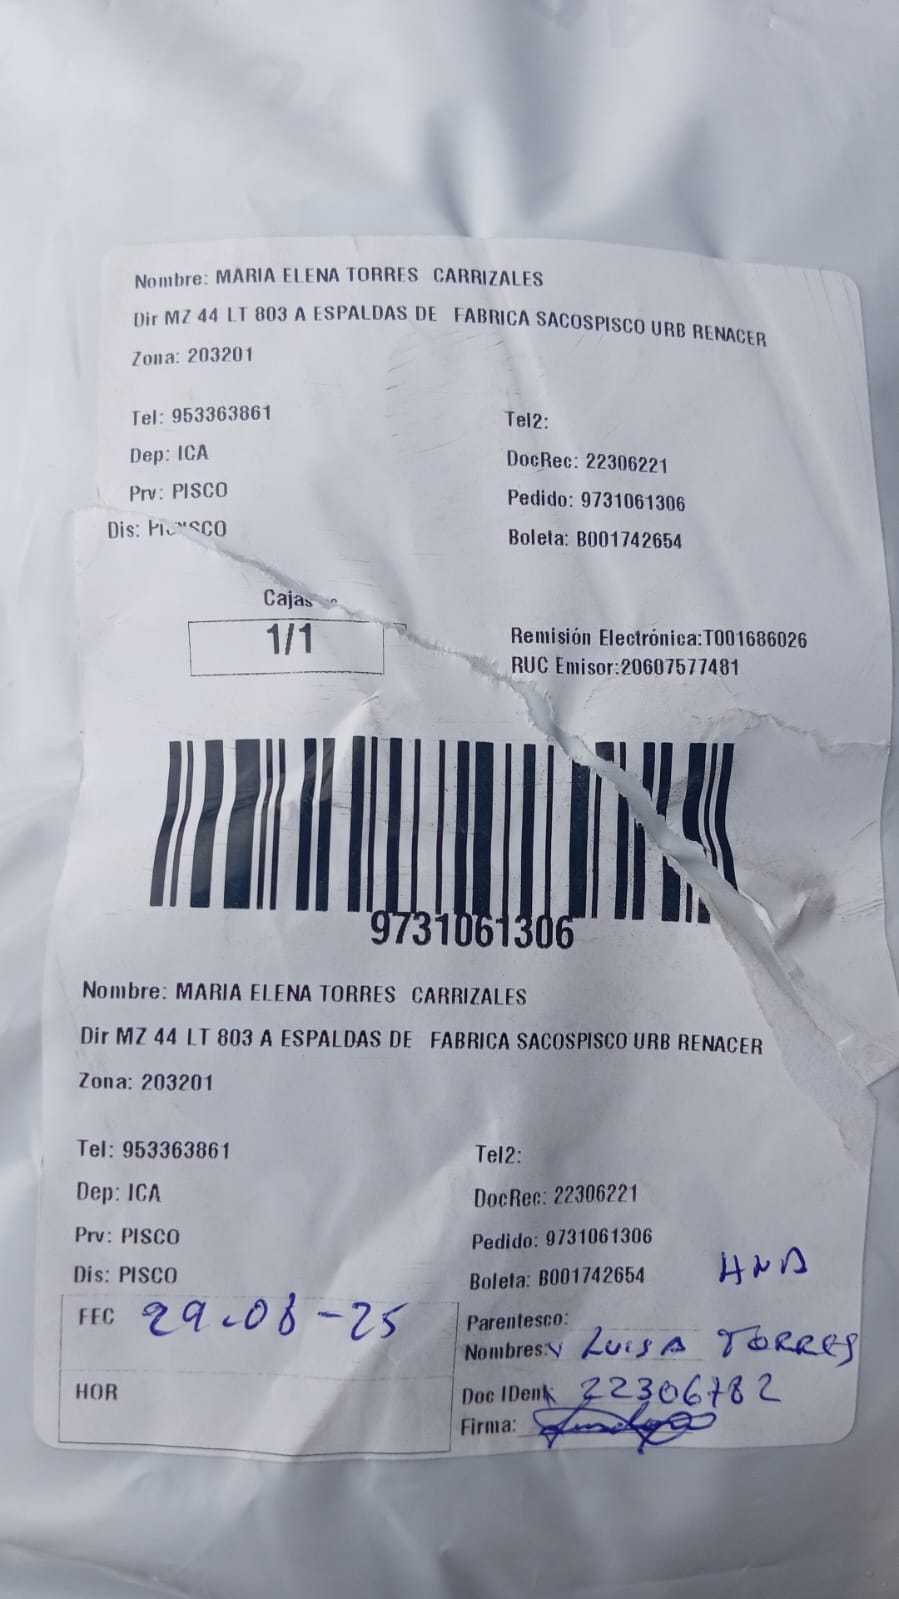 Nombre: MARIA ELENA TORRES CARRIZALES
Dir MZ 44 LT 803 A ESPALDAS DE FABRICA SACOSPISCO URB RENACER
Zona: 203201
Tel: 953363861 Tel2:
Dep: ICA DocRec: 22306221
Prv: PISCO Pedido: 9731061306
Dis: Boleta: B001742654
Cajas
1/1
Remisión Electrónica:T001686026
RUC Emisor:20607577481
9731061306
Nombre: MARIA ELENA TORRES CARRIZALES
Dir MZ 44 LT 803 A ESPALDAS DE FABRICA SACOSPISCO URB RENACER
Zona: 203201
Tel: 953363861 Tel2:
Dep: ICA DocRec: 22306221
Prv: PISCO Pedido: 9731061306
Dis: PISCO Boleta: B001742654
FEC 29-08-25 Parentesco: HNA
Nombres: LUISA TORRES
HOR Doc IDent: 22306782
Firma: